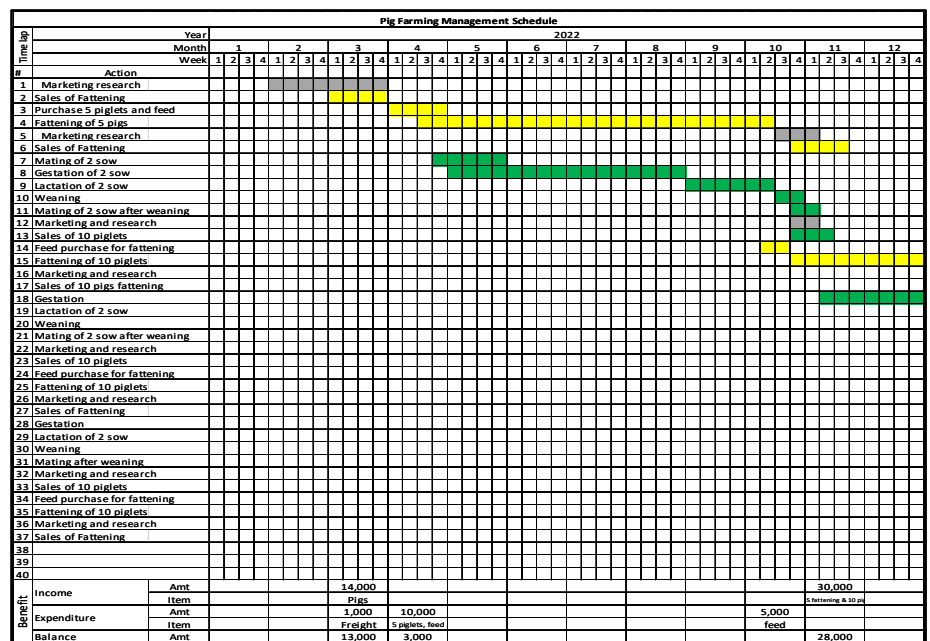 Pig Farming Management Schedule
Time lap Year 2022
Month 1 2 3 4 5 6 7 8 9 10 11 12
Week 1 2 3 4 1 2 3 4 1 2 3 4 1 2 3 4 1 2 3 4 1 2 3 4 1 2 3 4 1 2 3 4 1 2 3 4 1 2 3 4 1 2 3 4 1 2 3 4
# Action
1 Marketing research
2 Sales of Fattening
3 Purchase 5 piglets and feed
4 Fattening of 5 pigs
5 Marketing research
6 Sales of Fattening
7 Mating of 2 sow
8 Gestation of 2 sow
9 Lactation of 2 sow
10 Weaning
11 Mating of 2 sow after weaning
12 Marketing and research
13 Sales of 10 piglets
14 Feed purchase for fattening
15 Fattening of 10 piglets
16 Marketing and research
17 Sales of 10 pigs fattening
18 Gestation
19 Lactation of 2 sow
20 Weaning
21 Mating of 2 sow after weaning
22 Marketing and research
23 Sales of 10 piglets
24 Feed purchase for fattening
25 Fattening of 10 piglets
26 Marketing and research
27 Sales of Fattening
28 Gestation
29 Lactation of 2 sow
30 Weaning
31 Mating after weaning
32 Marketing and research
33 Sales of 10 piglets
34 Feed purchase for fattening
35 Fattening of 10 piglets
36 Marketing and research
37 Sales of Fattening
38
39
40
Benefit Income Amt 14,000 30,000
Item Pigs 5 fattening & 10 pi
Expenditure Amt 1,000 10,000 5,000
Item Freight 5 piglets, feed feed
Balance Amt 13,000 3,000 28,000